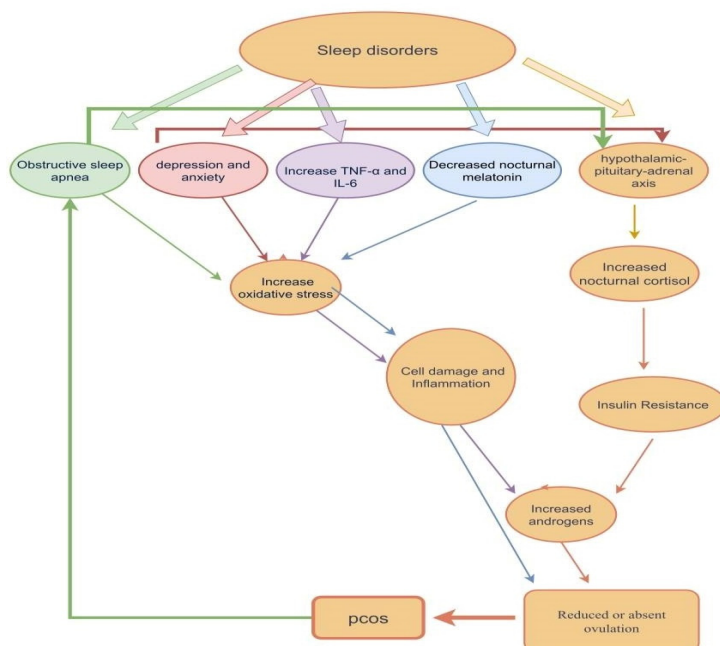 Sleep disorders
Obstructive sleep
apnea
depression and
anxiety
Increase TNF-α and
IL-6
Decreased nocturnal
melatonin
hypothalamic-
pituitary-adrenal
axis
Increase
oxidative stress
Increased
nocturnal cortisol
Cell damage and
Inflammation
Insulin Resistance
Increased
androgens
pcos
Reduced or absent
ovulation